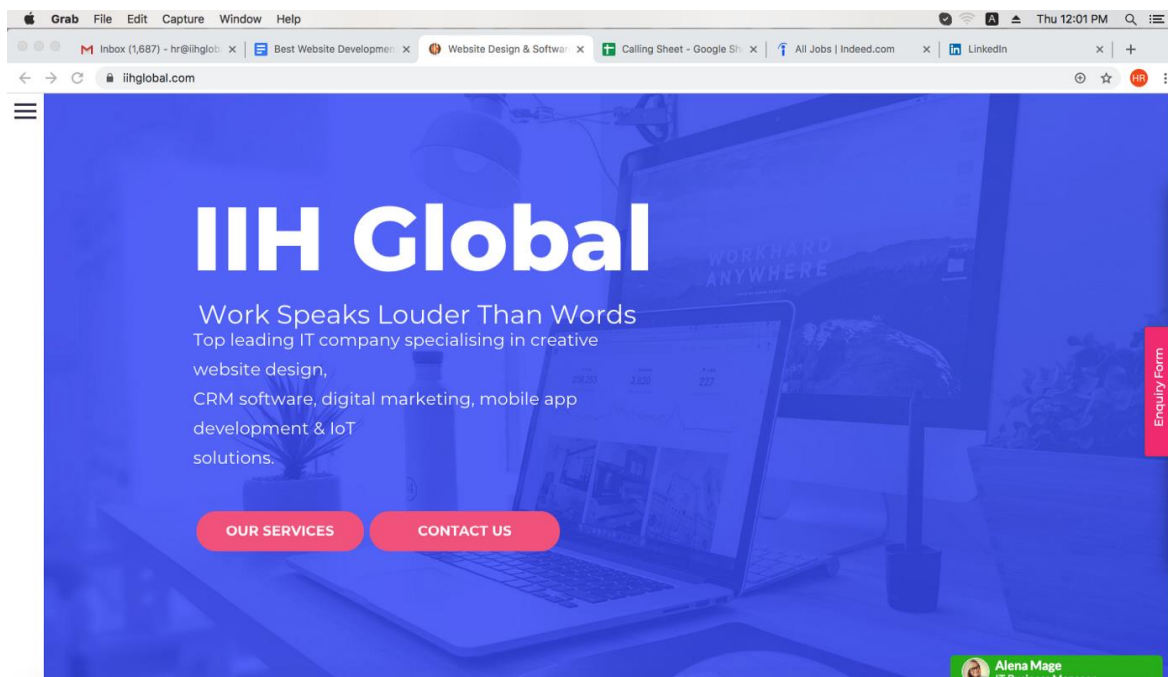 Grab File Edit Capture Window Help
Thu 12:01 PM
Inbox (1,687) - hr@iihglob
Best Website Developmen
Website Design & Softwar
Calling Sheet - Google Sh
All Jobs | Indeed.com
LinkedIn
iihglobal.com
HR
IIH Global
WORKHARD
ANYWHERE
Work Speaks Louder Than Words
Top leading IT company specialising in creative
website design,
CRM software, digital marketing, mobile app
development & IoT
solutions.
Enquiry Form
OUR SERVICES
CONTACT US
Alena Mage